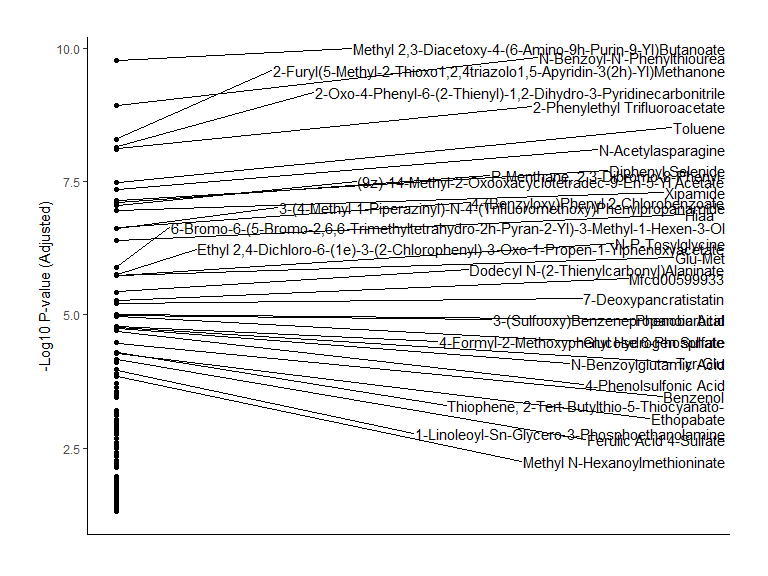 10.0
7.5
5.0
2.5
-Log10 P-value (Adjusted)
Methyl 2,3-Diacetoxy-4-(6-Amino-9h-Purin-9-Yl)Butanoate
N-Benzoyl-N'-Phenylthiourea
2-Furyl(5-Methyl-2-Thioxo1,2,4triazolo1,5-Apyridin-3(2h)-Yl)Methanone
2-Oxo-4-Phenyl-6-(2-Thienyl)-1,2-Dihydro-3-Pyridinecarbonitrile
2-Phenylethyl Trifluoroacetate
Toluene
N-Acetylasparagine
Diphenyl Selenide
P-Menthane, 2,3-Dibromo-8-Phenyl-
(9z)-14-Methyl-2-Oxooxacyclotetradec-9-En-5-Yl Acetate
Xipamide
4-(Benzyloxy)Phenyl 2-Chlorobenzoate
3-(4-Methyl-1-Piperazinyl)-N-4-(Trifluoromethoxy)Phenylpropanamide
Hiaa
6-Bromo-6-(5-Bromo-2,6,6-Trimethyltetrahydro-2h-Pyran-2-Yl)-3-Methyl-1-Hexen-3-Ol
N-P-Tosylglycine
Ethyl 2,4-Dichloro-6-(1e)-3-(2-Chlorophenyl)-3-Oxo-1-Propen-1-Ylphenoxyacetate
Glu-Met
Dodecyl N-(2-Thienylcarbonyl)Alaninate
Mfcd00599933
7-Deoxypancratistatin
3-(Sulfooxy)Benzenepropanoic Acid
Phenobarbital
4-Formyl-2-Methoxyphenyl Hydrogen Sulfate
Glucose 6-Phosphate
Tyr-Glu
N-Benzoylglutamic Acid
4-Phenolsulfonic Acid
Benzenol
Thiophene, 2-Tert-Butylthio-5-Thiocyanato-
Ethopabate
1-Linoleoyl-Sn-Glycero-3-Phosphoethanolamine
Ferulic Acid 4-Sulfate
Methyl N-Hexanoylmethioninate